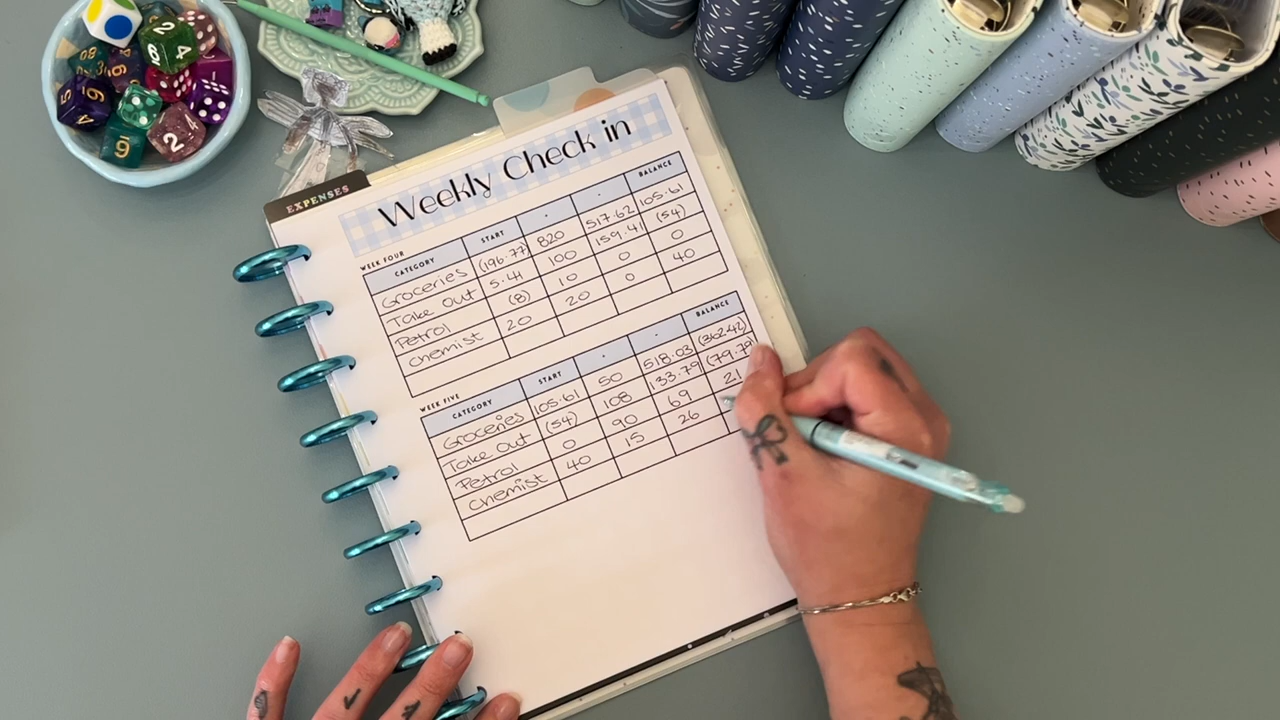 EXPENSES
Weekly Check in
WEEK FOUR
CATEGORY START BALANCE
Groceries (196.77) 820 517.62 105.61
Take out 5.41 100 159.41 (54)
Petrol (8) 10 0 0
Chemist 20 20 0 40
WEEK FIVE
CATEGORY START BALANCE
Groceries 105.61 50 518.03 (362.42)
Take out (54) 108 133.79 (79.79)
Petrol 0 90 69 21
Chemist 40 15 26